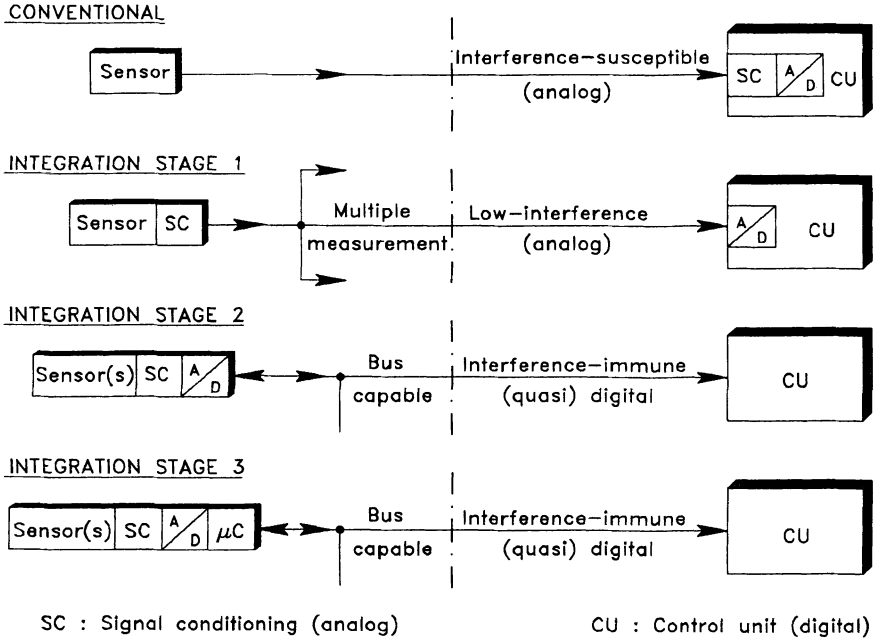 CONVENTIONAL
Sensor
Interference-susceptible
(analog)
SC A/D CU
INTEGRATION STAGE 1
Sensor SC
Multiple
measurement
Low-interference
(analog)
A/D CU
INTEGRATION STAGE 2
Sensor(s) SC A/D
Bus
capable
Interference-immune
(quasi) digital
CU
INTEGRATION STAGE 3
Sensor(s) SC A/D µC
Bus
capable
Interference-immune
(quasi) digital
CU
SC : Signal conditioning (analog)
CU : Control unit (digital)